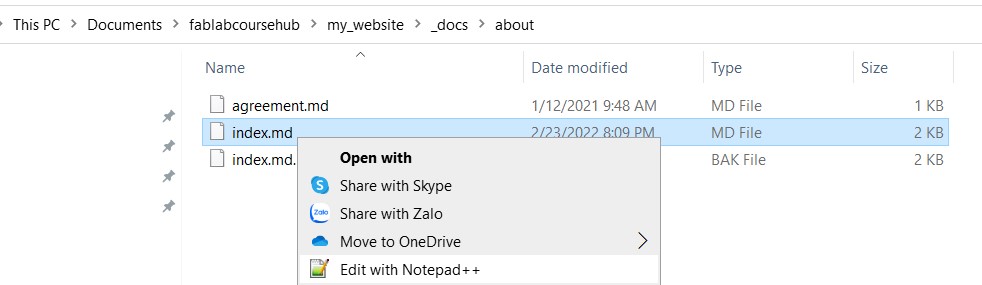 This PC > Documents > fablabcoursehub > my_website > _docs > about
Name Date modified Type Size
agreement.md 1/12/2021 9:48 AM MD File 1 KB
index.md 2/23/2022 8:09 PM MD File 2 KB
index.md. BAK File 2 KB
Open with
Share with Skype
Zalo Share with Zalo
Move to OneDrive
Edit with Notepad++